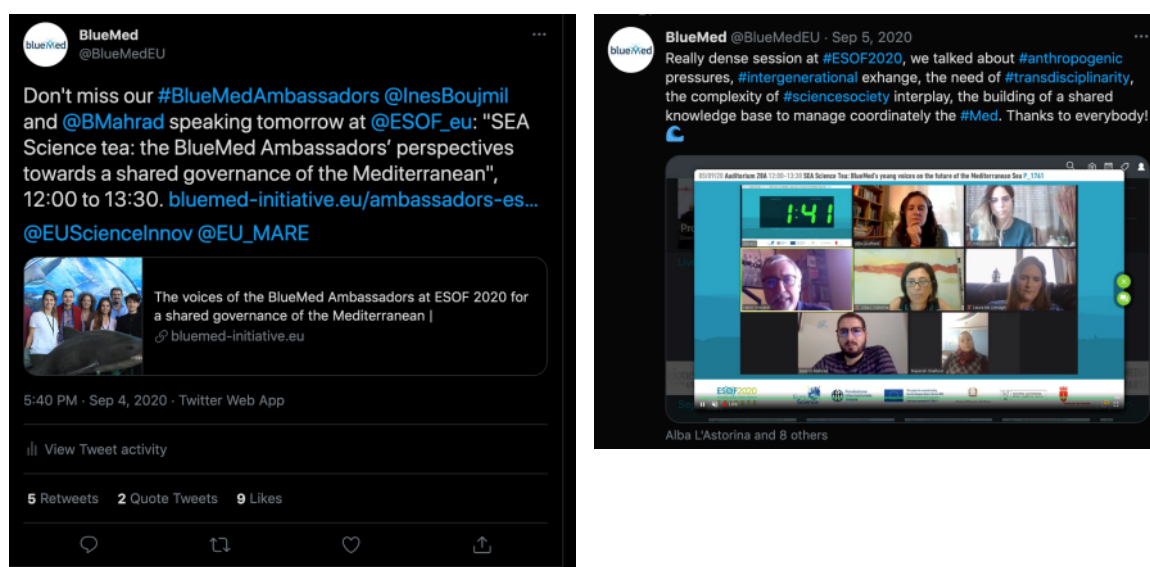 bluemed
BlueMed
@BlueMedEU
Don't miss our #BlueMedAmbassadors @InesBoujmil
and @BMahrad speaking tomorrow at @ESOF_eu: "SEA
Science tea: the BlueMed Ambassadors' perspectives
towards a shared governance of the Mediterranean",
12:00 to 13:30. bluemed-initiative.eu/ambassadors-es...
@EUScienceInnov @EU_MARE
The voices of the BlueMed Ambassadors at ESOF 2020 for
a shared governance of the Mediterranean |
bluemed-initiative.eu
5:40 PM · Sep 4, 2020 · Twitter Web App
View Tweet activity
5 Retweets 2 Quote Tweets 9 Likes
bluemed
BlueMed @BlueMedEU · Sep 5, 2020
Really dense session at #ESOF2020, we talked about #anthropogenic
pressures, #intergenerational exhange, the need of #transdisciplinarity,
the complexity of #sciencesociety interplay, the building of a shared
knowledge base to manage coordinately the #Med. Thanks to everybody!
Auditorium 28A 12:00-13:30 SEA Science Tea: BlueMed's young voices on the future of the Mediterranean Sea P_1761
1:41
ESOF2020
Alba L'Astorina and 8 others